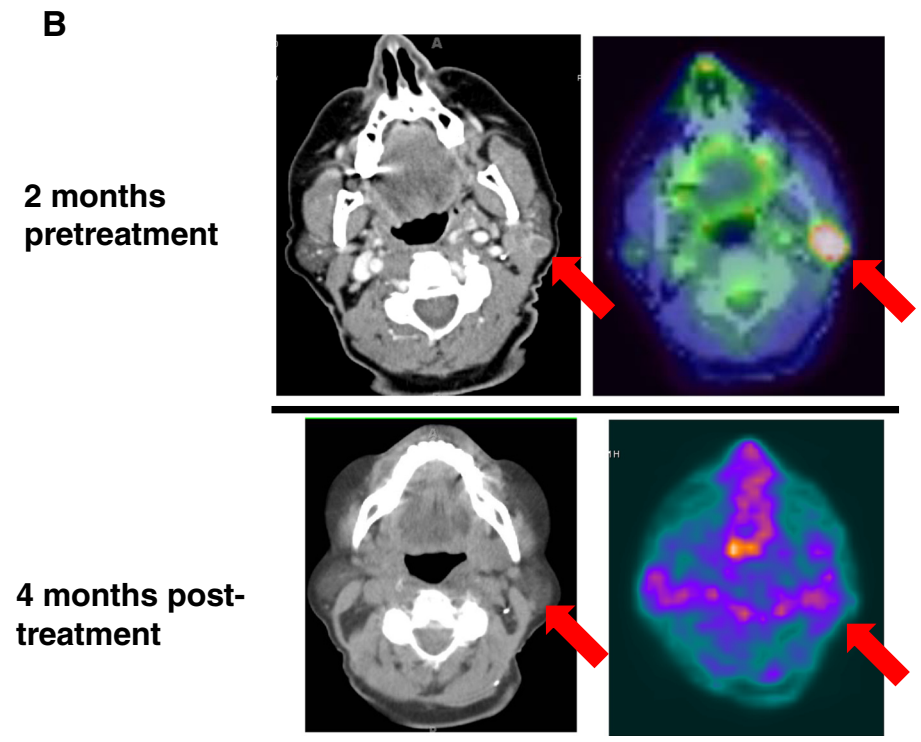 B
A
2 months
pretreatment
4 months post-
treatment